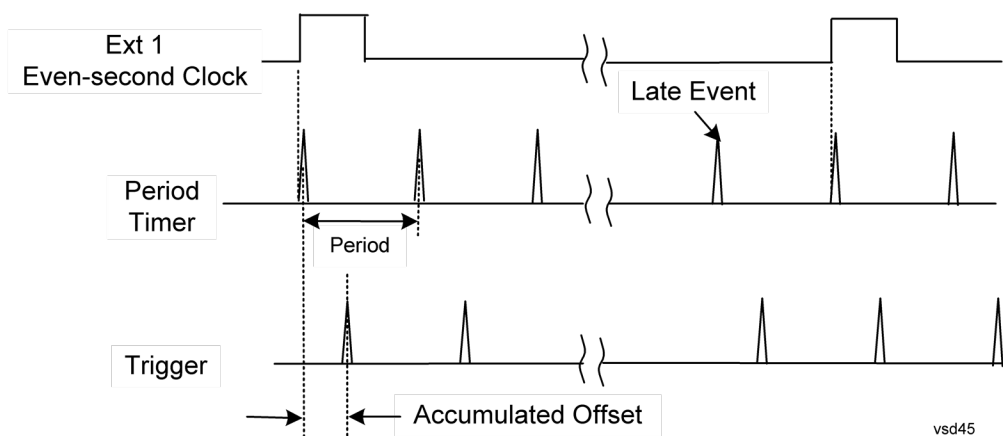 Ext 1
Even-second Clock
Late Event
Period
Timer
Period
Trigger
Accumulated Offset
vsd45